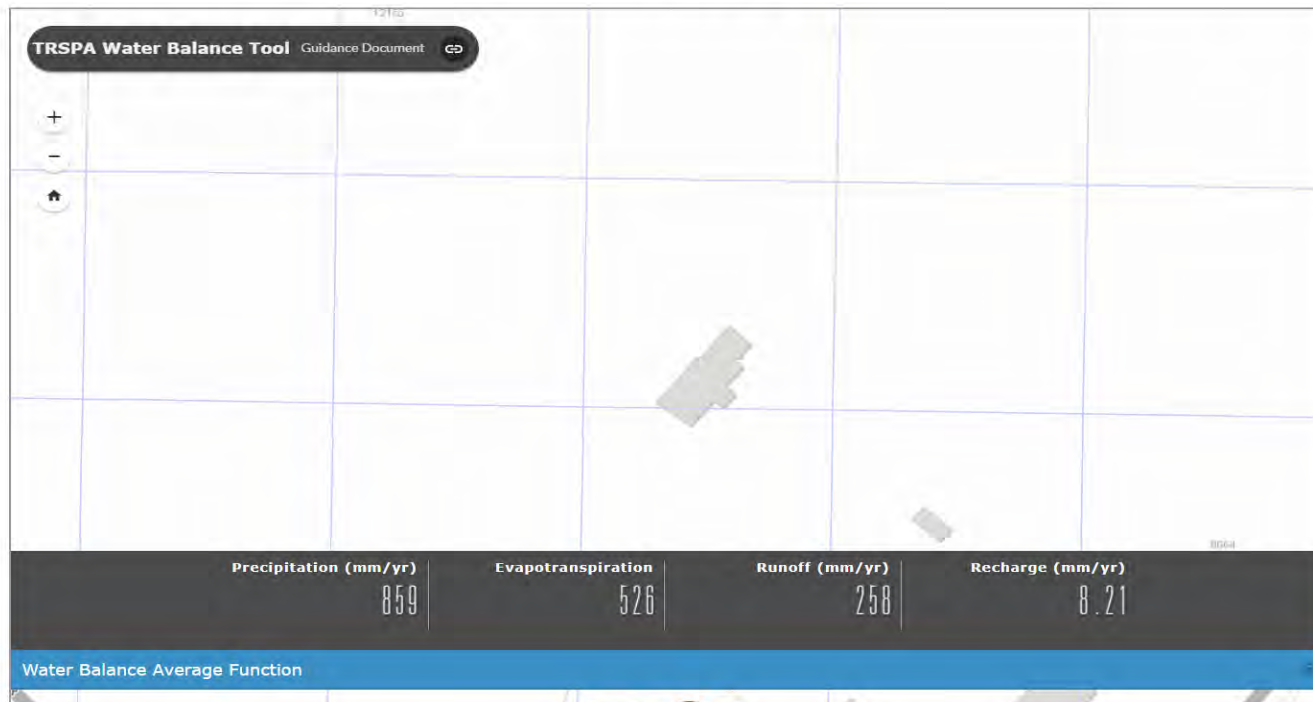 TRSPA Water Balance Tool Guidance Document
+
−
Precipitation (mm/yr) Evapotranspiration Runoff (mm/yr) Recharge (mm/yr)
859 526 258 8.21
Water Balance Average Function